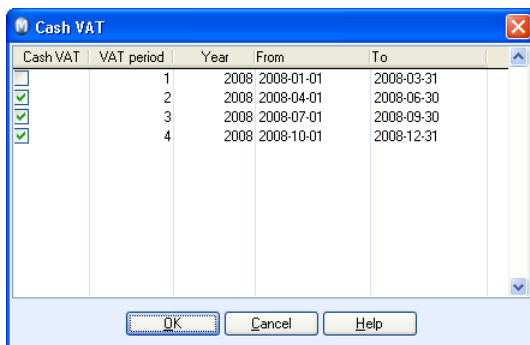 Cash VAT
Cash VAT VAT period Year From To
1 2008 2008-01-01 2008-03-31
2 2008 2008-04-01 2008-06-30
3 2008 2008-07-01 2008-09-30
4 2008 2008-10-01 2008-12-31
OK Cancel Help